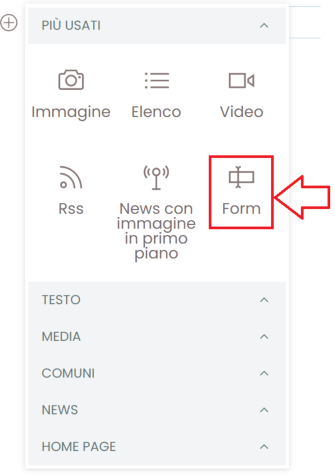 PIÙ USATI
Immagine
Elenco
Video
Rss
News con
immagine
in primo
piano
Form
TESTO
MEDIA
COMUNI
NEWS
HOME PAGE